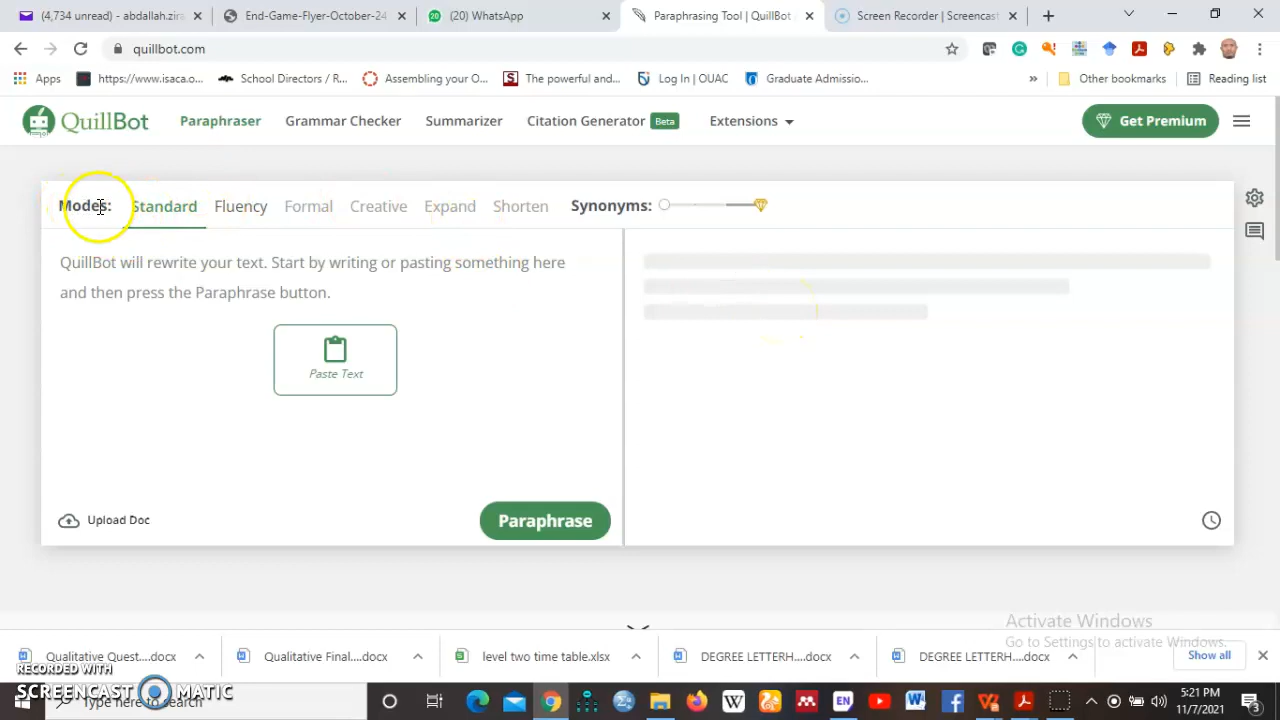 (4,734 unread) - abdallah.zira
End-Game-Flyer-October-24
(20) WhatsApp
Paraphrasing Tool | QuillBot
Screen Recorder | Screencast
quillbot.com
Apps
https://www.isaca.o...
School Directors / R...
Assembling your O...
The powerful and...
Log In | OUAC
Graduate Admissio...
»
Other bookmarks
Reading list
QuillBot
Paraphraser
Grammar Checker
Summarizer
Citation Generator
Beta
Extensions
Get Premium
Modes:
Standard
Fluency
Formal
Creative
Expand
Shorten
Synonyms:
QuillBot will rewrite your text. Start by writing or pasting something here
and then press the Paraphrase button.
Paste Text
Upload Doc
Paraphrase
Activate Windows
Go to Settings to activate Windows.
Qualitative Quest....docx
Qualitative Final....docx
level two time table.xlsx
DEGREE LETTERH....docx
DEGREE LETTERH....docx
Show all
RECORDED WITH
SCREENCAST MATIC
Type here to search
EN
5:21 PM
11/7/2021
3